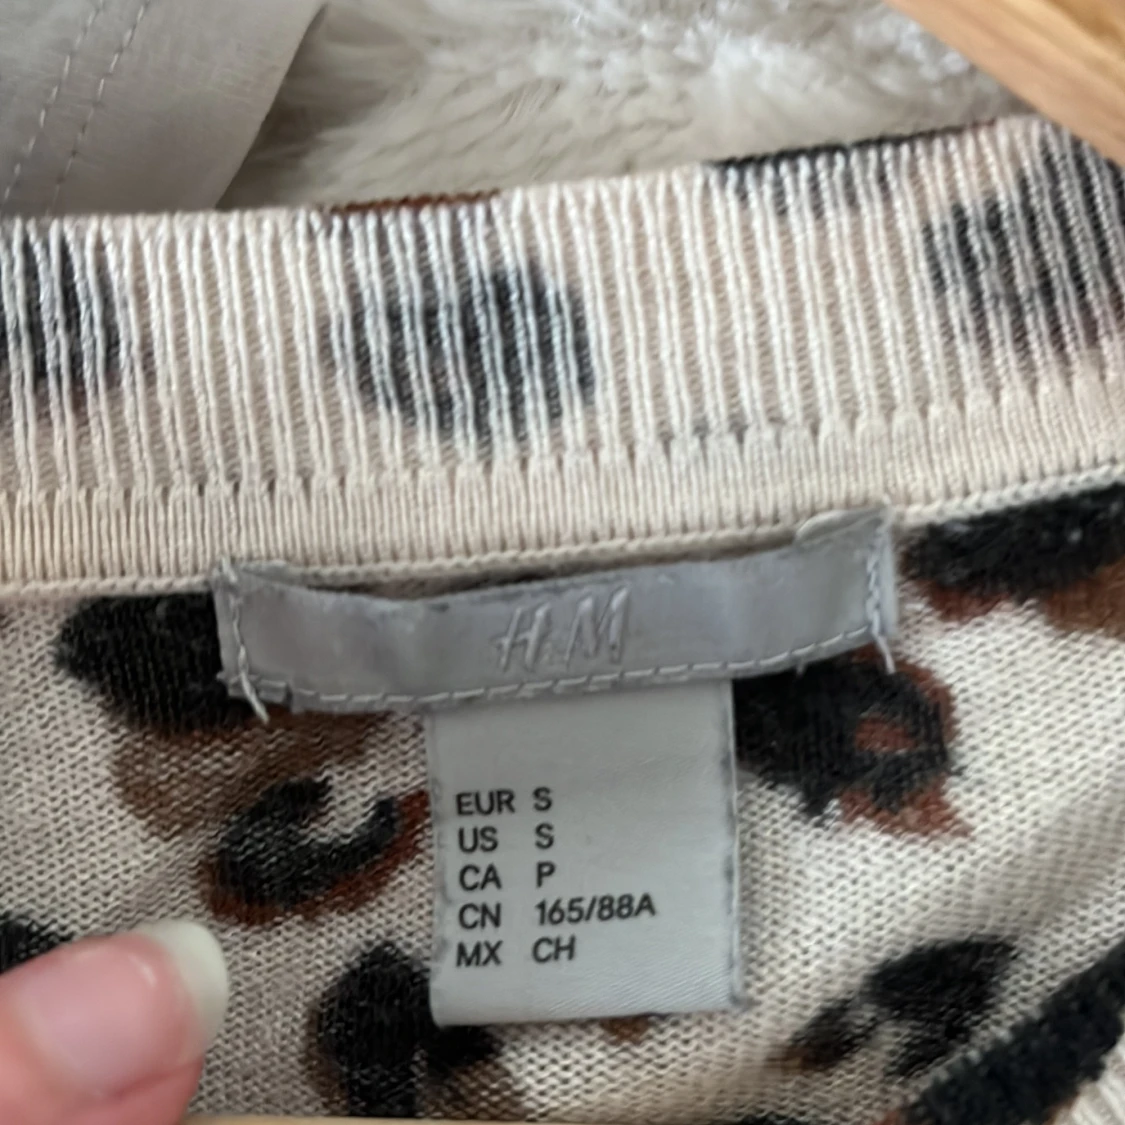 H&M
EUR S
US S
CA P
CN 165/88A
MX CH